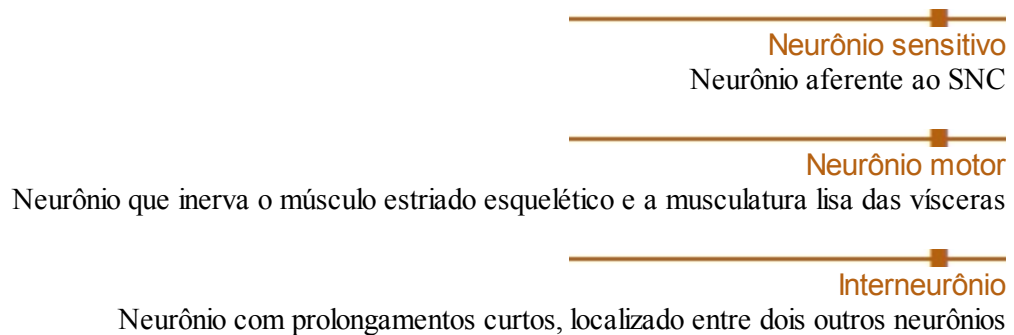 Neurônio sensitivo
Neurônio aferente ao SNC
Neurônio motor
Neurônio que inerva o músculo estriado esquelético e a musculatura lisa das vísceras
Interneurônio
Neurônio com prolongamentos curtos, localizado entre dois outros neurônios